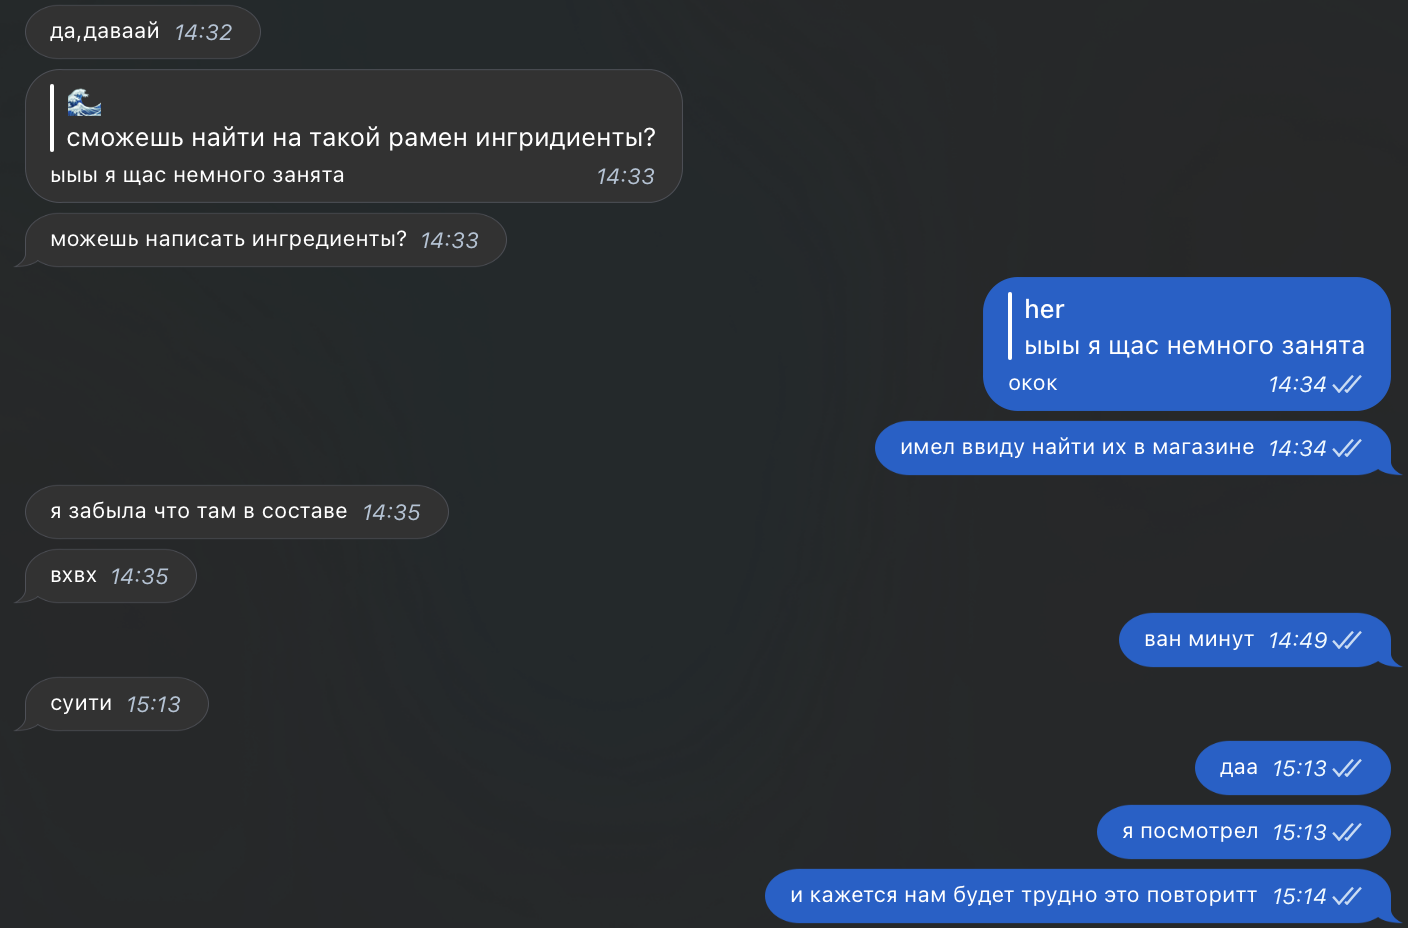 да,даваай 14:32
🌊
сможешь найти на такой рамен ингридиенты?
ыыы я щас немного занята 14:33
можешь написать ингредиенты? 14:33
her
ыыы я щас немного занята
окок 14:34
имел ввиду найти их в магазине 14:34
я забыла что там в составе 14:35
вхвх 14:35
ван минут 14:49
суити 15:13
даа 15:13
я посмотрел 15:13
и кажется нам будет трудно это повторитт 15:14